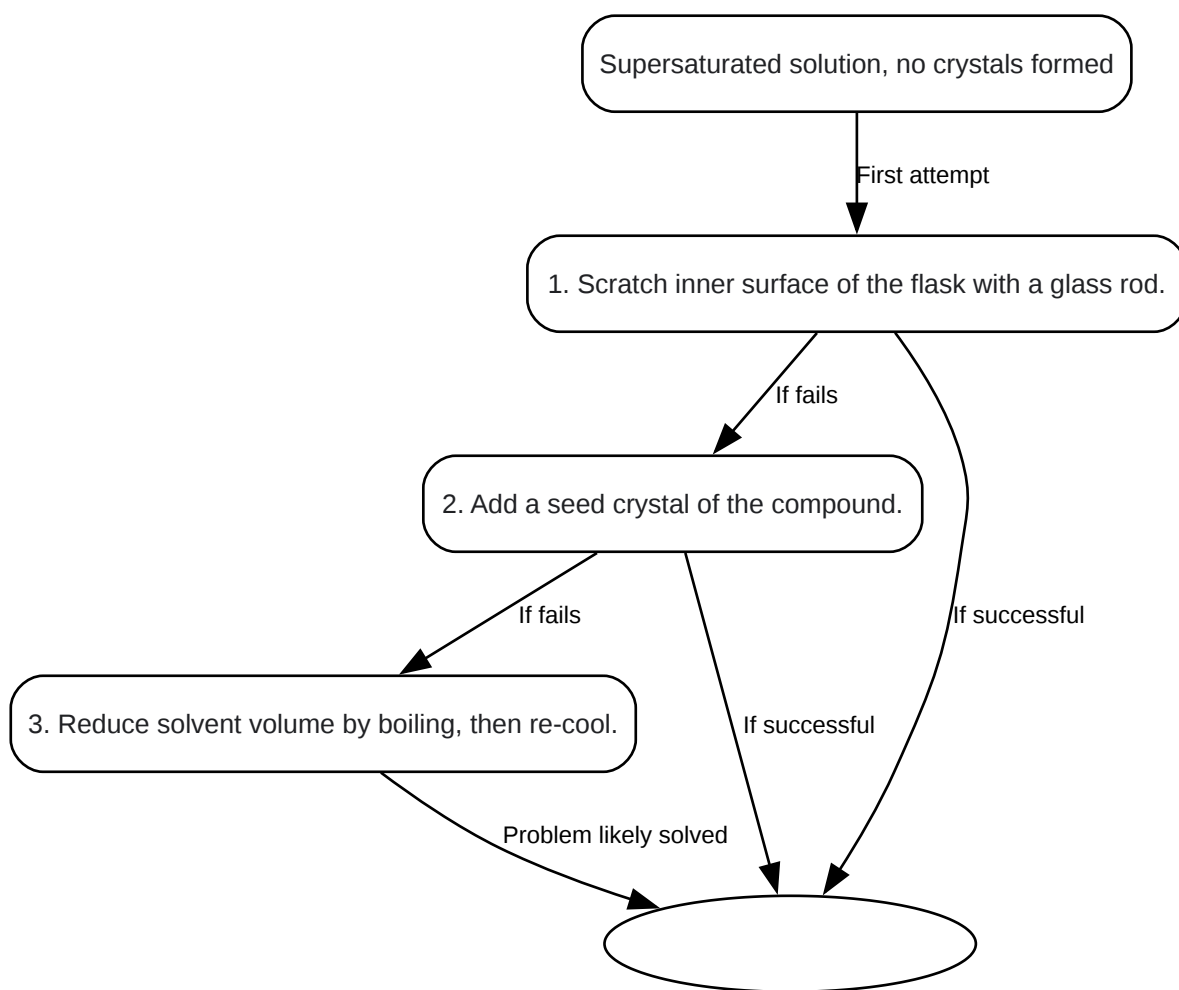 Supersaturated solution, no crystals formed
First attempt
1. Scratch inner surface of the flask with a glass rod.
If fails
2. Add a seed crystal of the compound.
If fails
If successful
3. Reduce solvent volume by boiling, then re-cool.
If successful
Problem likely solved